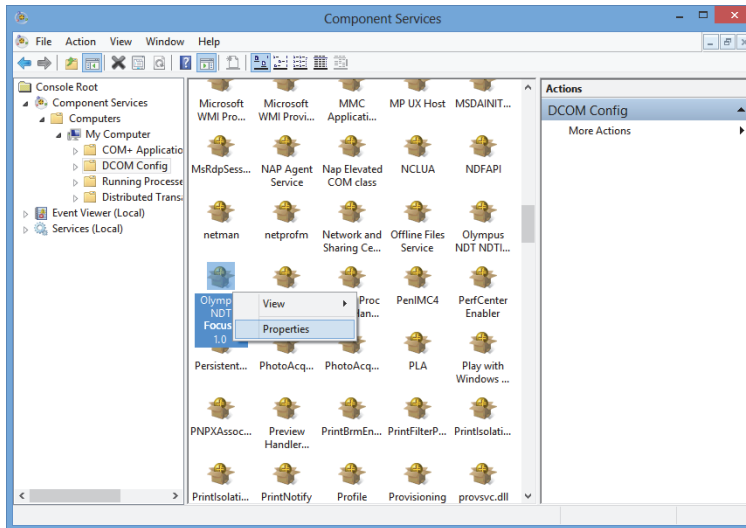 Component Services
File Action View Window Help
Console Root
Component Services
Computers
My Computer
COM+ Applicatio
DCOM Config
Running Processe
Distributed Trans
Event Viewer (Local)
Services (Local)
Microsoft WMI Pro...
Microsoft WMI Provi...
MMC Applicati...
MP UX Host
MSDAINIT...
MsRdpSess...
NAP Agent Service
Nap Elevated COM class
NCLUA
NDFAPI
netman
netprofm
Network and Sharing Ce...
Offline Files Service
Olympus NDT NDTI...
Olymp
NDT
Focus
1.0
View
Properties
Proc
Han...
PenIMC4
PerfCenter Enabler
Persistent...
PhotoAcq...
PhotoAcq...
PLA
Play with Windows ...
PNPXAssoc...
Preview Handler...
PrintBrmEn...
PrintFilterP...
PrintIsolati...
PrintIsolati...
PrintNotify
Profile
Provisioning
provsvc.dll
Actions
DCOM Config
More Actions